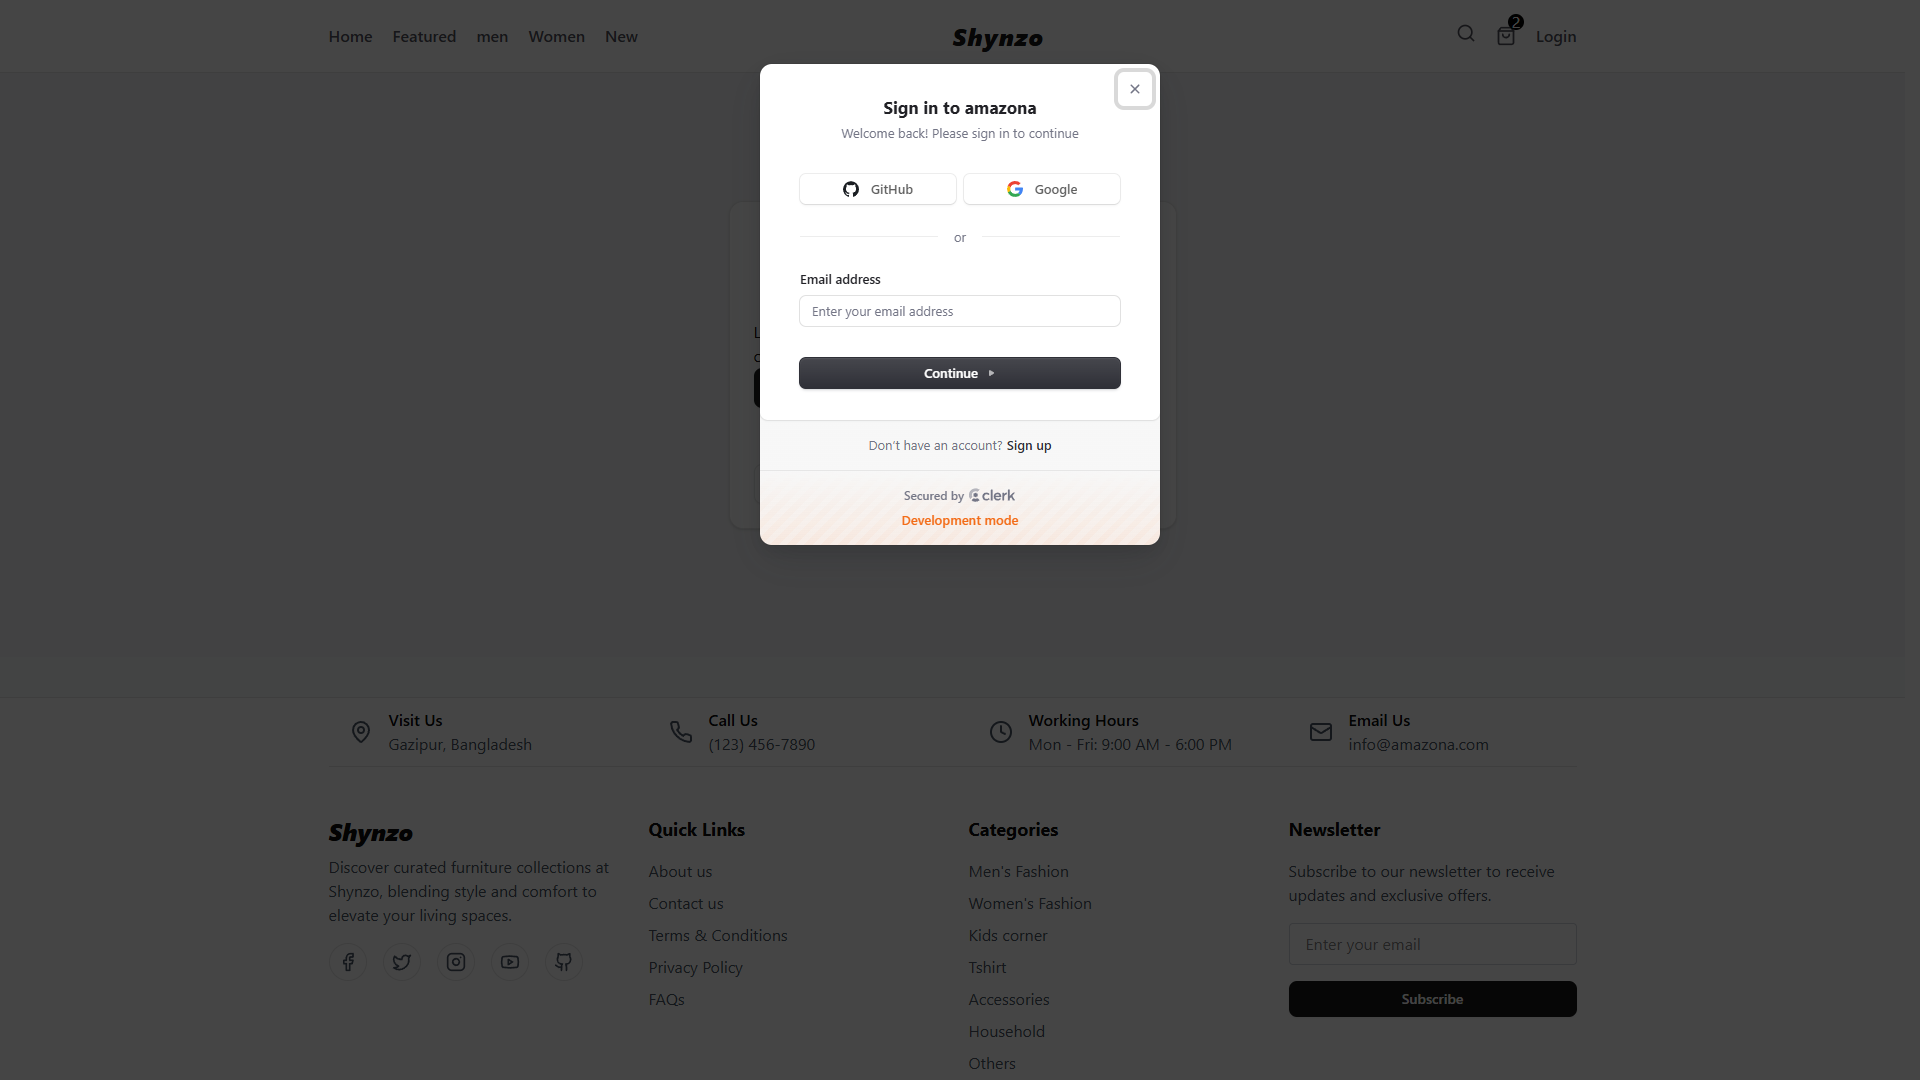 Home Featured men Women New
Shynzo
2
Login
Sign in to amazona
Welcome back! Please sign in to continue
GitHub
Google
or
Email address
Enter your email address
Continue
Don't have an account? Sign up
Secured by clerk
Development mode
Visit Us
Gazipur, Bangladesh
Call Us
(123) 456-7890
Working Hours
Mon - Fri: 9:00 AM - 6:00 PM
Email Us
info@amazona.com
Shynzo
Discover curated furniture collections at
Shynzo, blending style and comfort to
elevate your living spaces.
Quick Links
About us
Contact us
Terms & Conditions
Privacy Policy
FAQs
Categories
Men's Fashion
Women's Fashion
Kids corner
Tshirt
Accessories
Household
Others
Newsletter
Subscribe to our newsletter to receive
updates and exclusive offers.
Enter your email
Subscribe